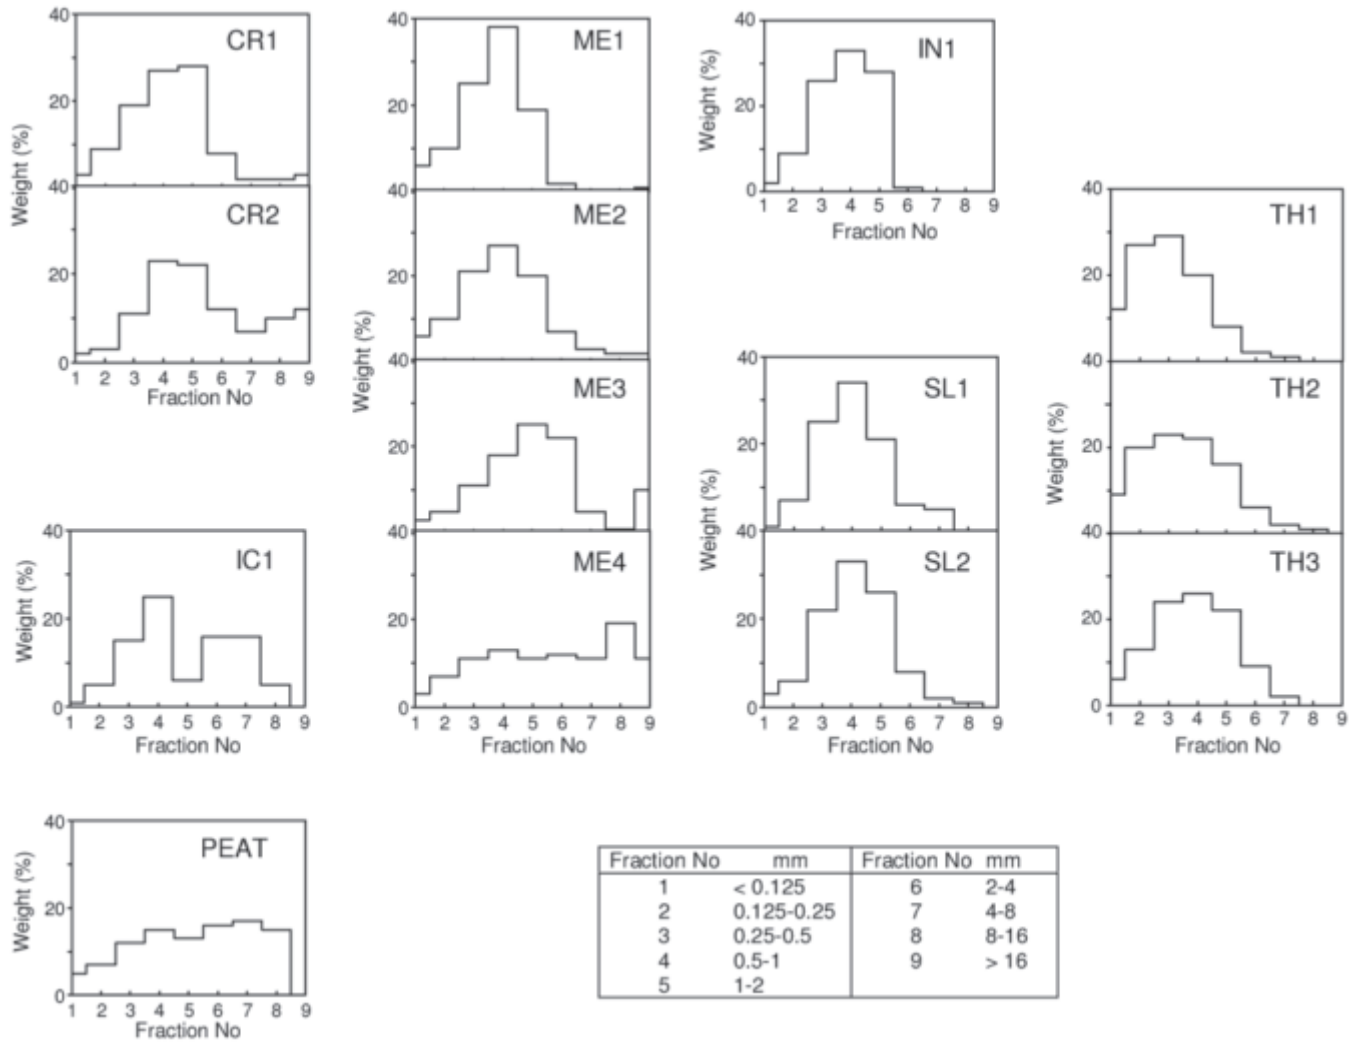 40
20
40
20
0
Weight (%)
CR1
CR2
1 2 3 4 5 6 7 8 9
Fraction No
40
20
40
20
40
20
40
20
0
Weight (%)
ME1
ME2
ME3
ME4
1 2 3 4 5 6 7 8 9
Fraction No
40
20
0
Weight (%)
IN1
1 2 3 4 5 6 7 8 9
Fraction No
40
20
40
20
0
Weight (%)
SL1
SL2
1 2 3 4 5 6 7 8 9
Fraction No
40
20
40
20
40
20
0
Weight (%)
TH1
TH2
TH3
1 2 3 4 5 6 7 8 9
Fraction No
40
20
0
Weight (%)
IC1
1 2 3 4 5 6 7 8 9
Fraction No
40
20
0
Weight (%)
PEAT
1 2 3 4 5 6 7 8 9
Fraction No
Fraction No mm Fraction No mm
1 < 0.125 6 2-4
2 0.125-0.25 7 4-8
3 0.25-0.5 8 8-16
4 0.5-1 9 > 16
5 1-2